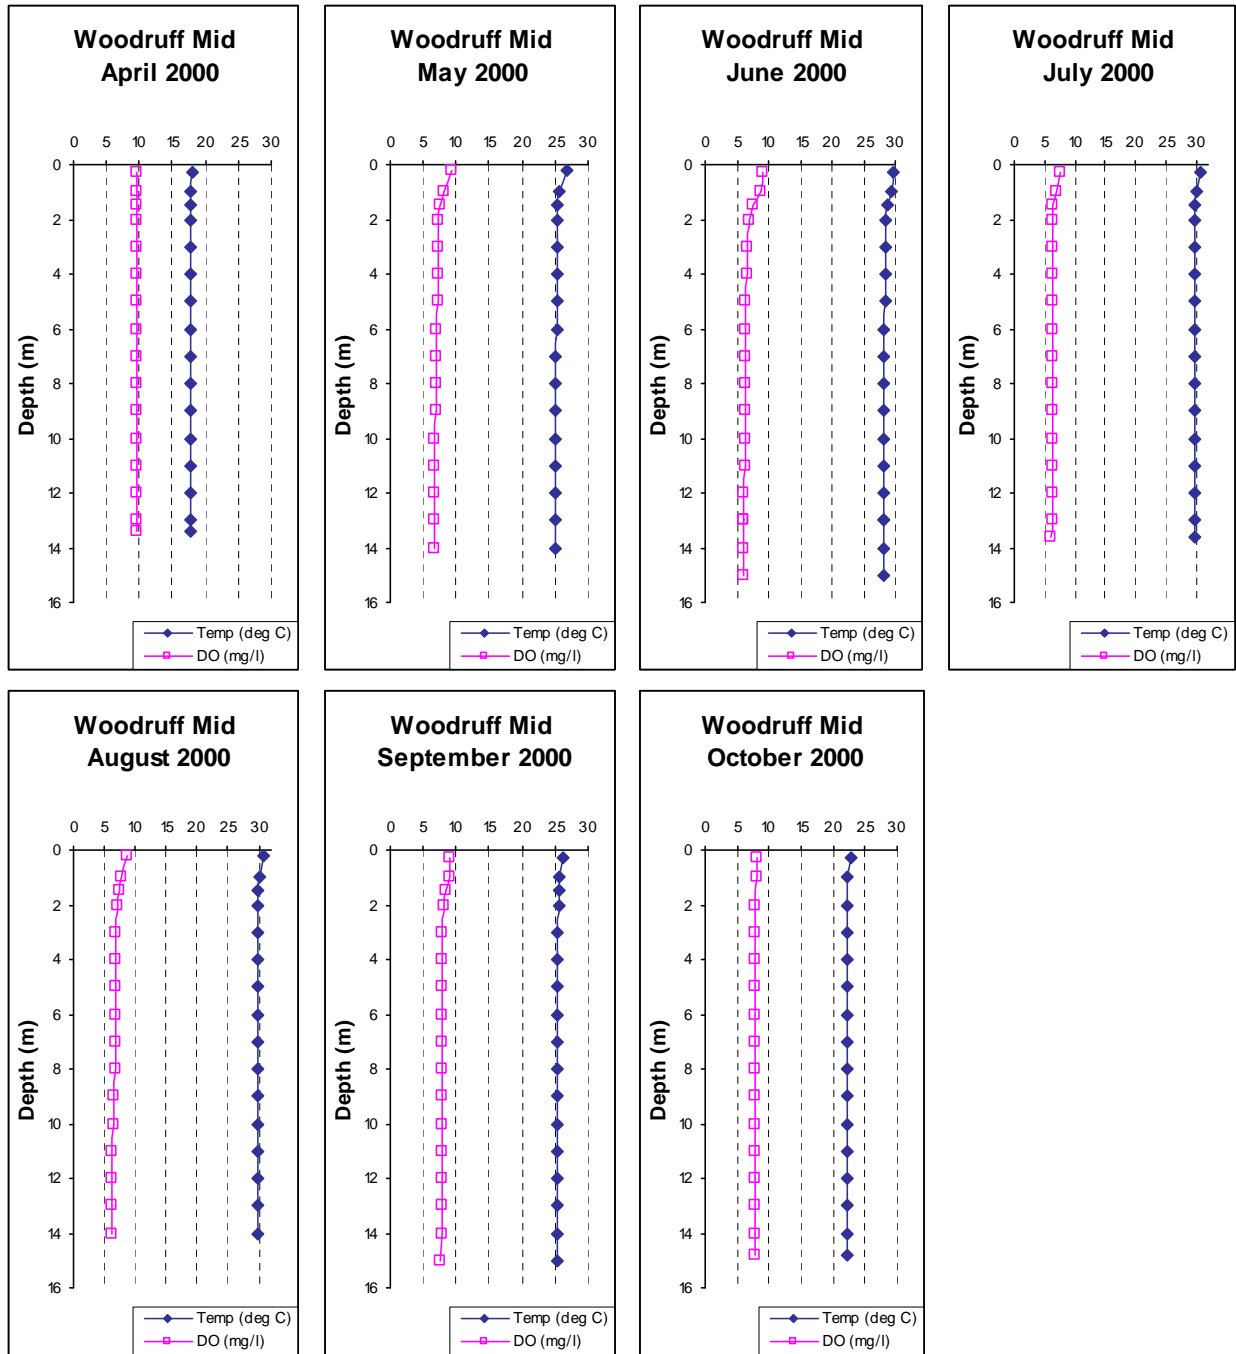 Woodruff Mid
April 2000
0 5 10 15 20 25 30
0
2
4
6
8
10
12
14
16
Depth (m)
Temp (deg C)
DO (mg/l)
Woodruff Mid
May 2000
0 5 10 15 20 25 30
0
2
4
6
8
10
12
14
16
Depth (m)
Temp (deg C)
DO (mg/l)
Woodruff Mid
June 2000
0 5 10 15 20 25 30
0
2
4
6
8
10
12
14
16
Depth (m)
Temp (deg C)
DO (mg/l)
Woodruff Mid
July 2000
0 5 10 15 20 25 30
0
2
4
6
8
10
12
14
16
Depth (m)
Temp (deg C)
DO (mg/l)
Woodruff Mid
August 2000
0 5 10 15 20 25 30
0
2
4
6
8
10
12
14
16
Depth (m)
Temp (deg C)
DO (mg/l)
Woodruff Mid
September 2000
0 5 10 15 20 25 30
0
2
4
6
8
10
12
14
16
Depth (m)
Temp (deg C)
DO (mg/l)
Woodruff Mid
October 2000
0 5 10 15 20 25 30
0
2
4
6
8
10
12
14
16
Depth (m)
Temp (deg C)
DO (mg/l)